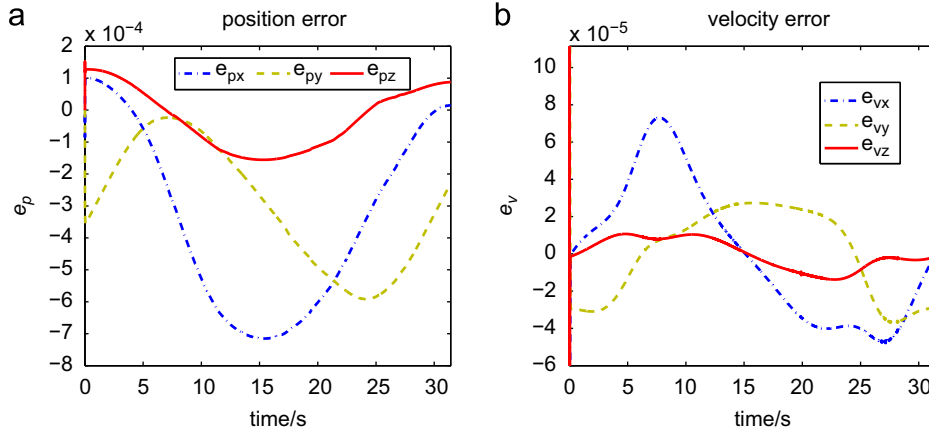 a
position error
x 10⁻⁴
2
1
0
−1
−2
−3
−4
−5
−6
−7
−8
e_p
e_px e_py e_pz
0 5 10 15 20 25 30
time/s
b
velocity error
x 10⁻⁵
10
8
6
4
2
0
−2
−4
−6
e_v
e_vx
e_vy
e_vz
0 5 10 15 20 25 30
time/s